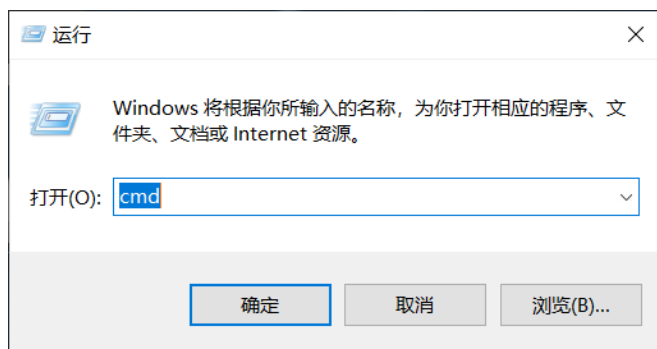 运行
Windows 将根据你所输入的名称，为你打开相应的程序、文
件夹、文档或 Internet 资源。
打开(O): cmd
确定 取消 浏览(B)...